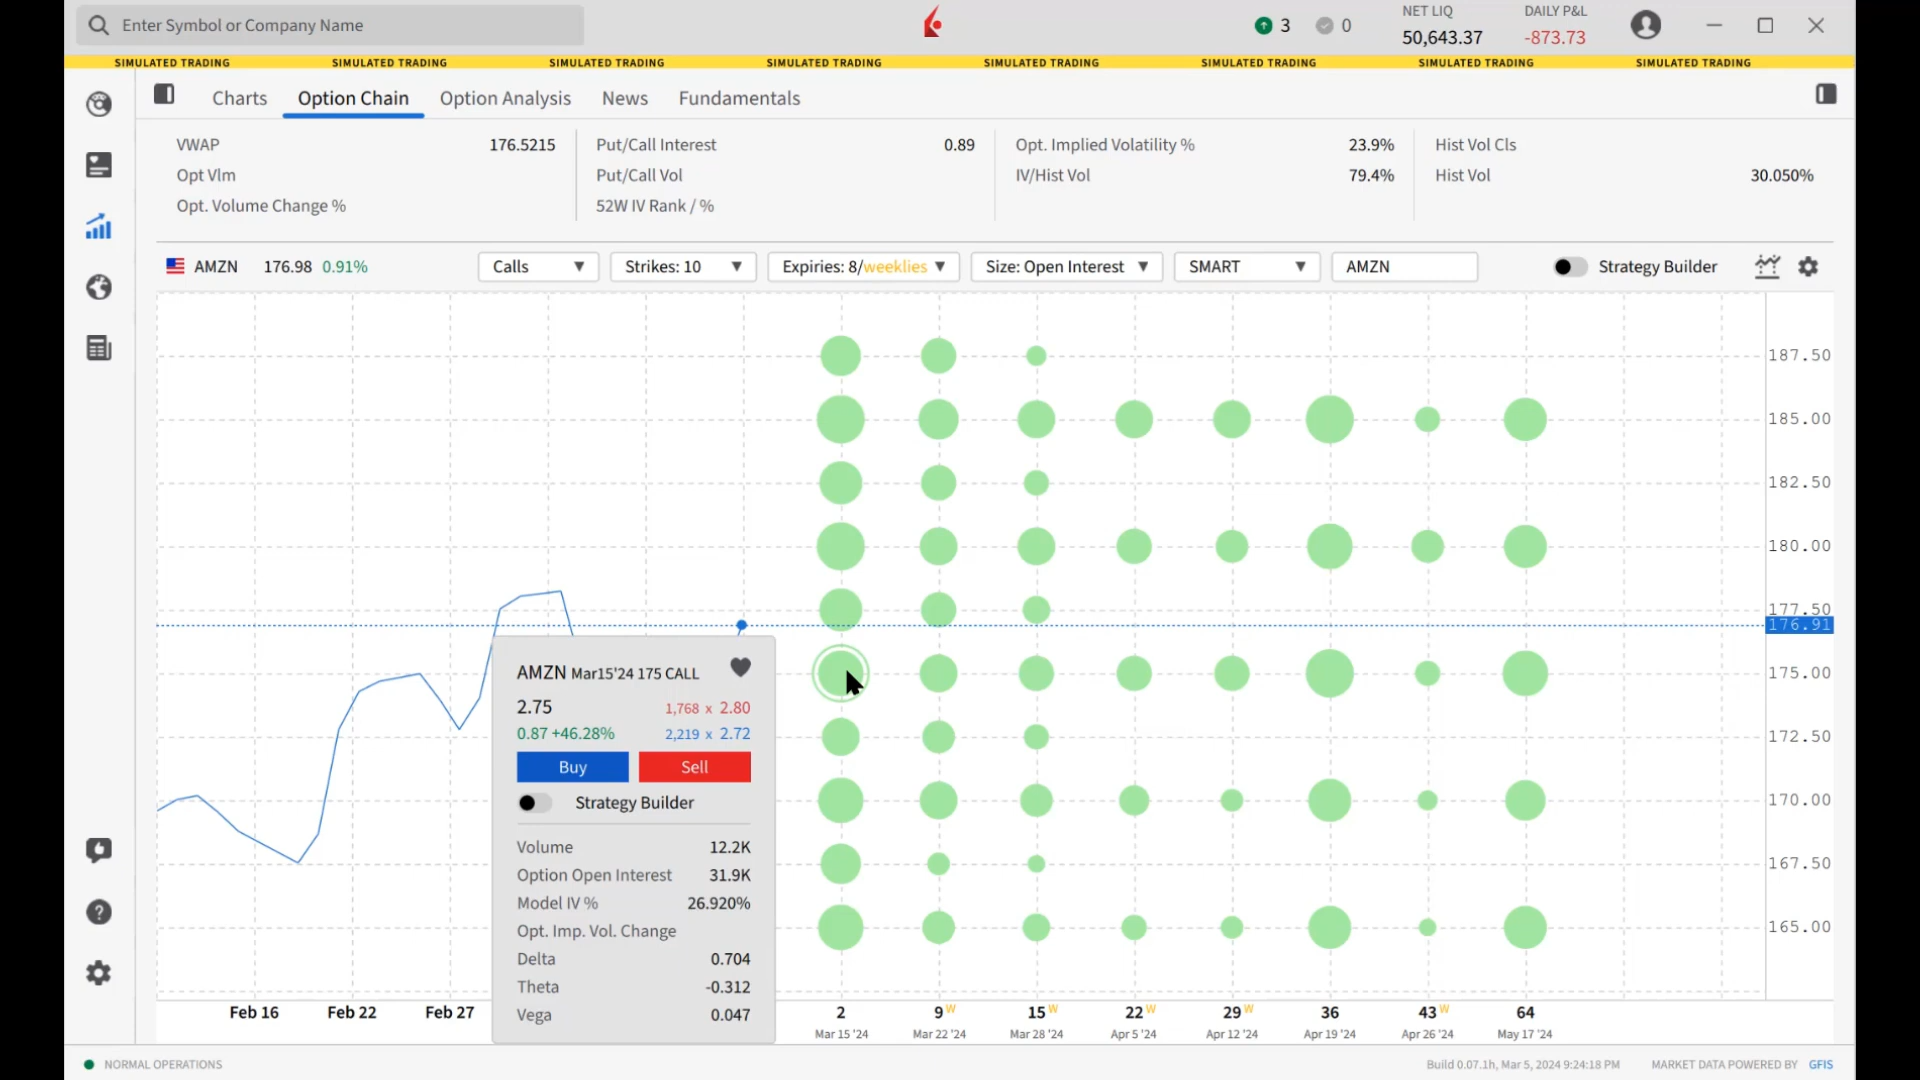 Enter Symbol or Company Name
3
0
NET LIQ
50,643.37
DAILY P&L
-873.73
SIMULATED TRADING SIMULATED TRADING SIMULATED TRADING SIMULATED TRADING SIMULATED TRADING SIMULATED TRADING SIMULATED TRADING SIMULATED TRADING
Charts Option Chain Option Analysis News Fundamentals
VWAP 176.5215 Put/Call Interest 0.89 Opt. Implied Volatility % 23.9% Hist Vol Cls
Opt Vlm Put/Call Vol IV/Hist Vol 79.4% Hist Vol 30.050%
Opt. Volume Change % 52W IV Rank / %
AMZN 176.98 0.91% Calls Strikes: 10 Expiries: 8/weeklies Size: Open Interest SMART AMZN Strategy Builder
187.50
185.00
182.50
180.00
177.50
176.91
175.00
172.50
170.00
167.50
165.00
AMZN Mar15'24 175 CALL
2.75 1,768 x 2.80
0.87 +46.28% 2,219 x 2.72
Buy Sell
Strategy Builder
Volume 12.2K
Option Open Interest 31.9K
Model IV % 26.920%
Opt. Imp. Vol. Change
Delta 0.704
Theta -0.312
Vega 0.047
Feb 16 Feb 22 Feb 27 2 9W 15W 22W 29W 36 43W 64
Mar 15 '24 Mar 22 '24 Mar 28 '24 Apr 5 '24 Apr 12 '24 Apr 19 '24 Apr 26 '24 May 17 '24
NORMAL OPERATIONS Build 0.07.1h, Mar 5, 2024 9:24:18 PM MARKET DATA POWERED BY GFIS